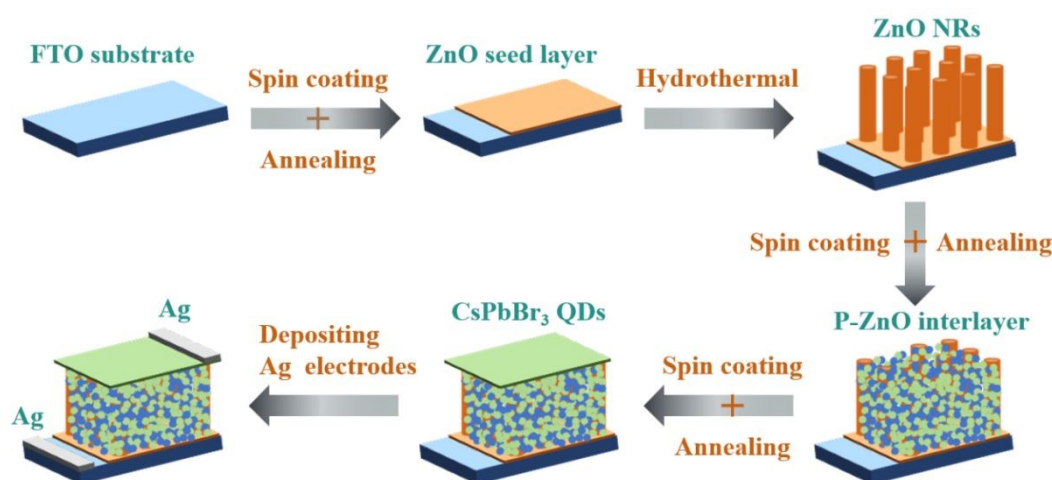 FTO substrate
Spin coating
+
Annealing
ZnO seed layer
Hydrothermal
ZnO NRs
Spin coating + Annealing
P-ZnO interlayer
Spin coating
+
Annealing
CsPbBr₃ QDs
Depositing
Ag electrodes
Ag
Ag